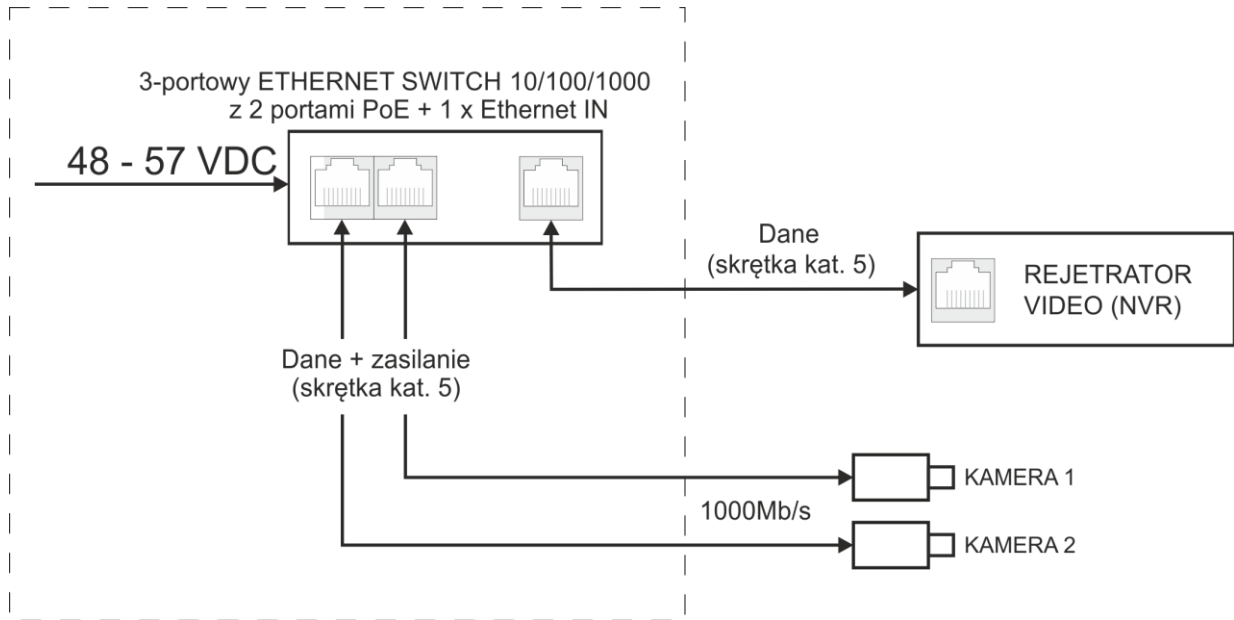 3-portowy ETHERNET SWITCH 10/100/1000
z 2 portami PoE + 1 x Ethernet IN
48 - 57 VDC
Dane
(skrętka kat. 5)
REJETRATOR
VIDEO (NVR)
Dane + zasilanie
(skrętka kat. 5)
KAMERA 1
1000Mb/s
KAMERA 2